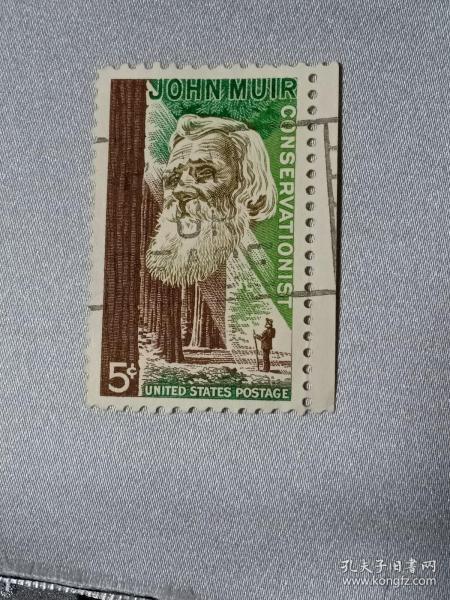 JOHN MUIR
CONSERVATIONIST
5¢
UNITED STATES POSTAGE
孔夫子旧书网
www.kongfz.com